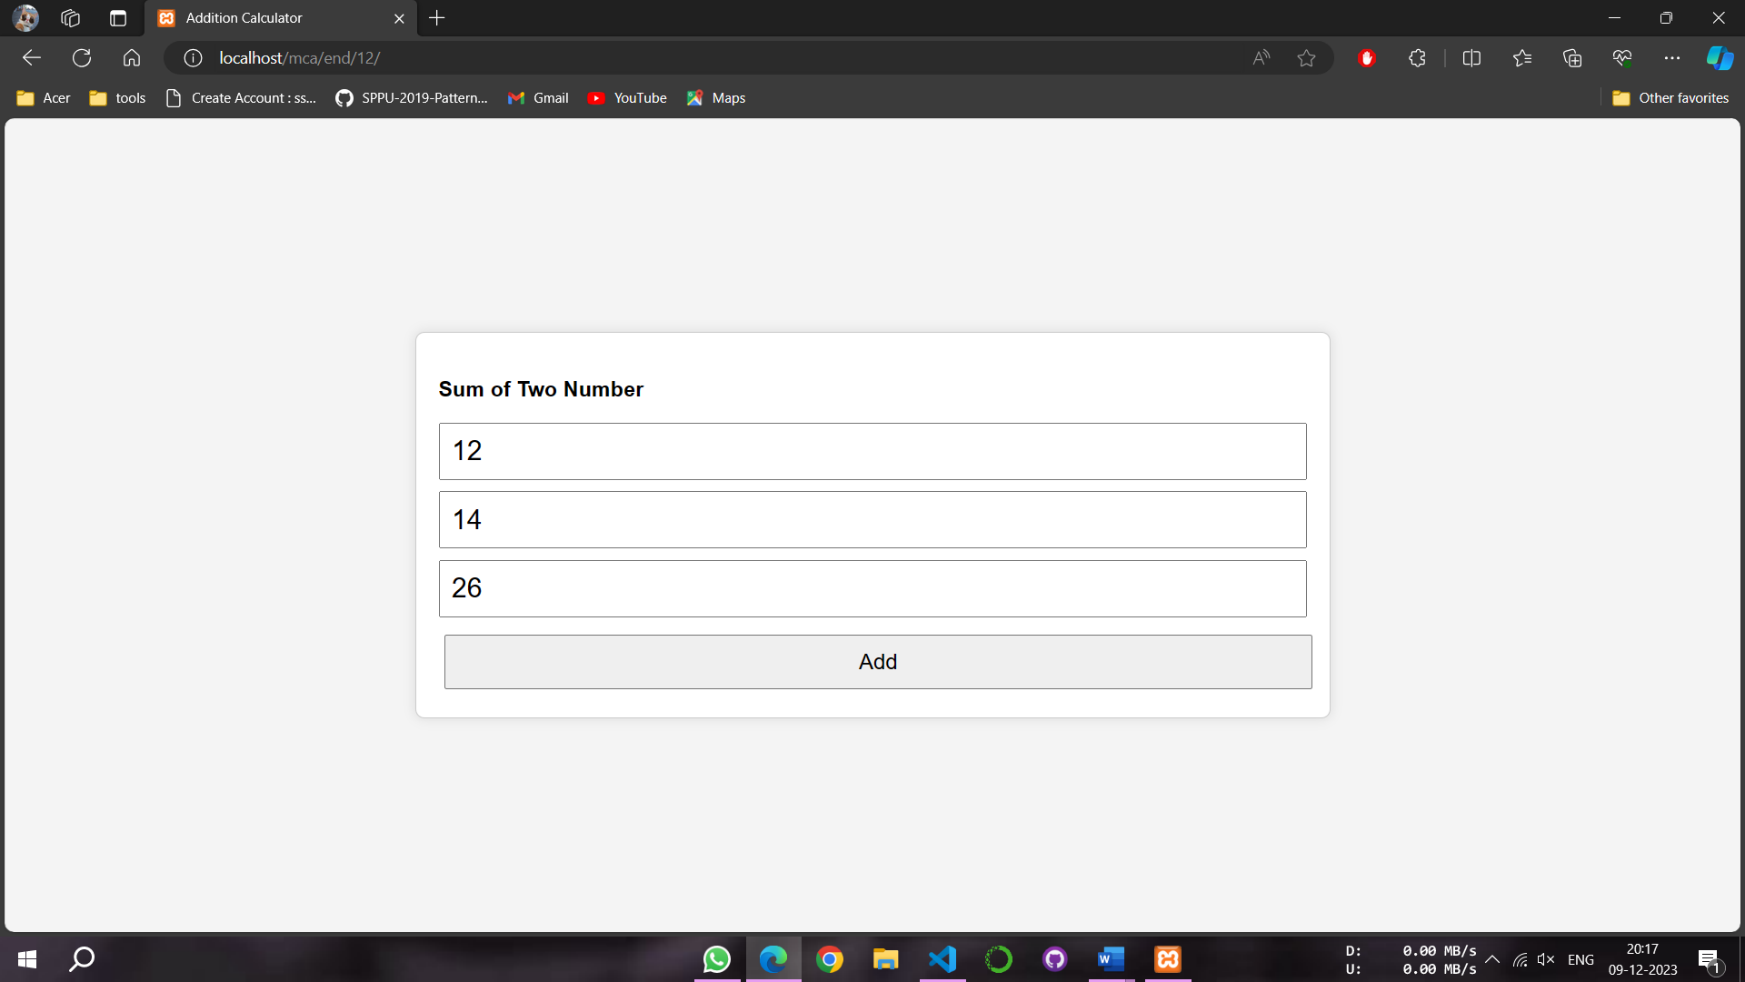 Addition Calculator
localhost/mca/end/12/
Acer tools Create Account : ss... SPPU-2019-Pattern... Gmail YouTube Maps Other favorites
Sum of Two Number
12
14
26
Add
D: 0.00 MB/s
U: 0.00 MB/s
ENG
20:17
09-12-2023
1